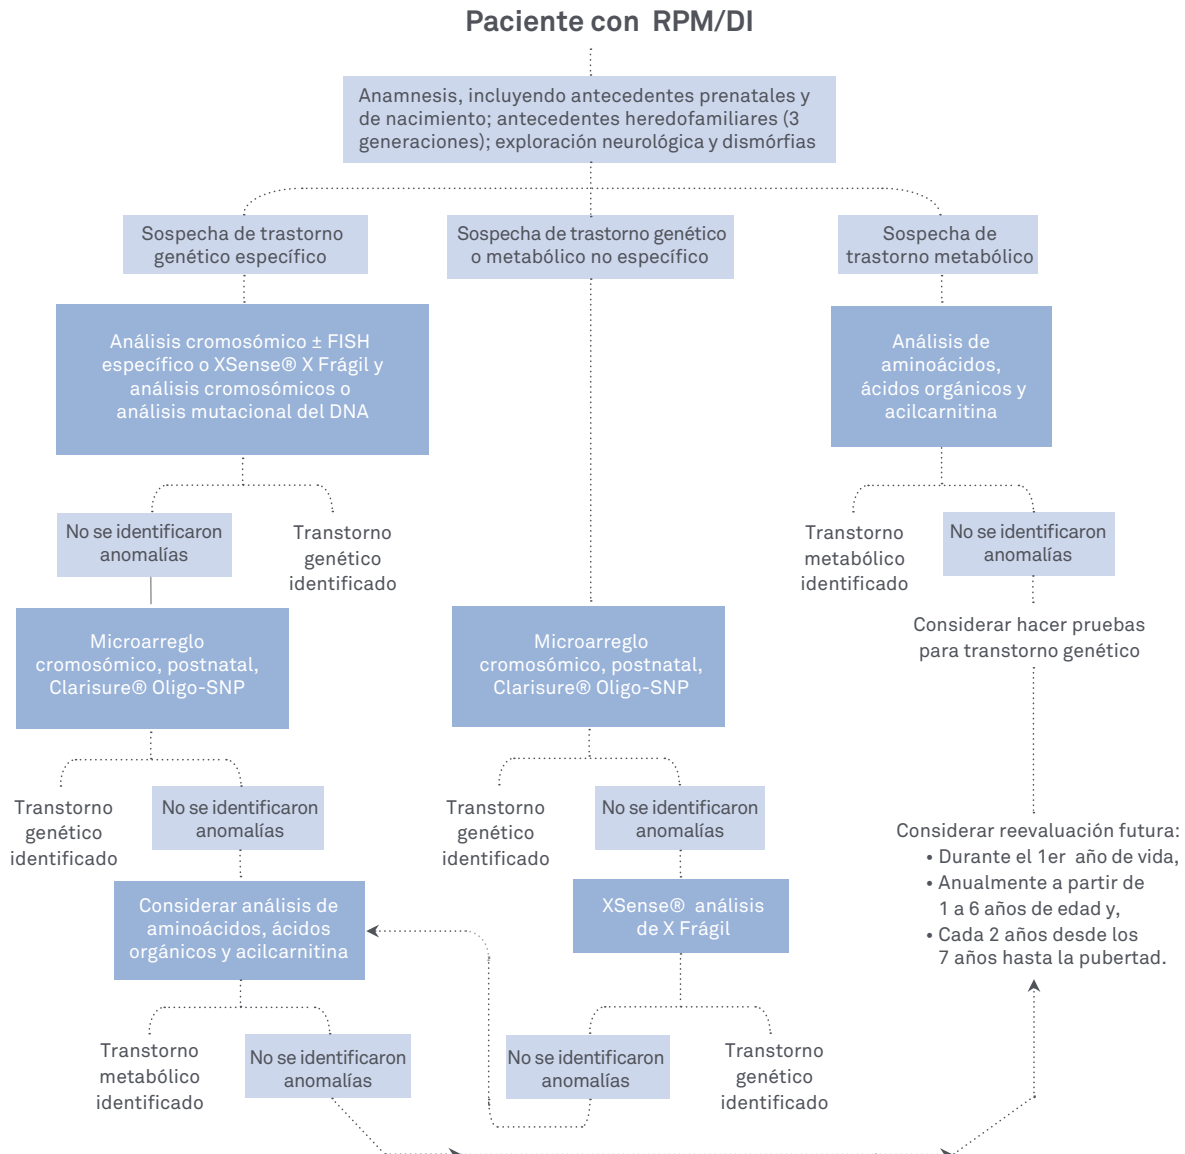 Paciente con RPM/DI
Anamnesis, incluyendo antecedentes prenatales y
de nacimiento; antecedentes heredofamiliares (3
generaciones); exploración neurológica y dismórfias
Sospecha de trastorno
genético específico
Sospecha de trastorno genético
o metabólico no específico
Sospecha de
trastorno metabólico
Análisis cromosómico ± FISH
específico o XSense® X Frágil y
análisis cromosómicos o
análisis mutacional del DNA
Análisis de
aminoácidos,
ácidos orgánicos y
acilcarnitina
No se identificaron
anomalías
Transtorno
genético
identificado
Transtorno
metabólico
identificado
No se identificaron
anomalías
Microarreglo
cromosómico, postnatal,
Clarisure® Oligo-SNP
Microarreglo
cromosómico, postnatal,
Clarisure® Oligo-SNP
Considerar hacer pruebas
para transtorno genético
Transtorno
genético
identificado
No se identificaron
anomalías
Transtorno
genético
identificado
No se identificaron
anomalías
Considerar reevaluación futura:
• Durante el 1er año de vida,
• Anualmente a partir de
1 a 6 años de edad y,
• Cada 2 años desde los
7 años hasta la pubertad.
Considerar análisis de
aminoácidos, ácidos
orgánicos y acilcarnitina
XSense® análisis
de X Frágil
Transtorno
metabólico
identificado
No se identificaron
anomalías
No se identificaron
anomalías
Transtorno
genético
identificado